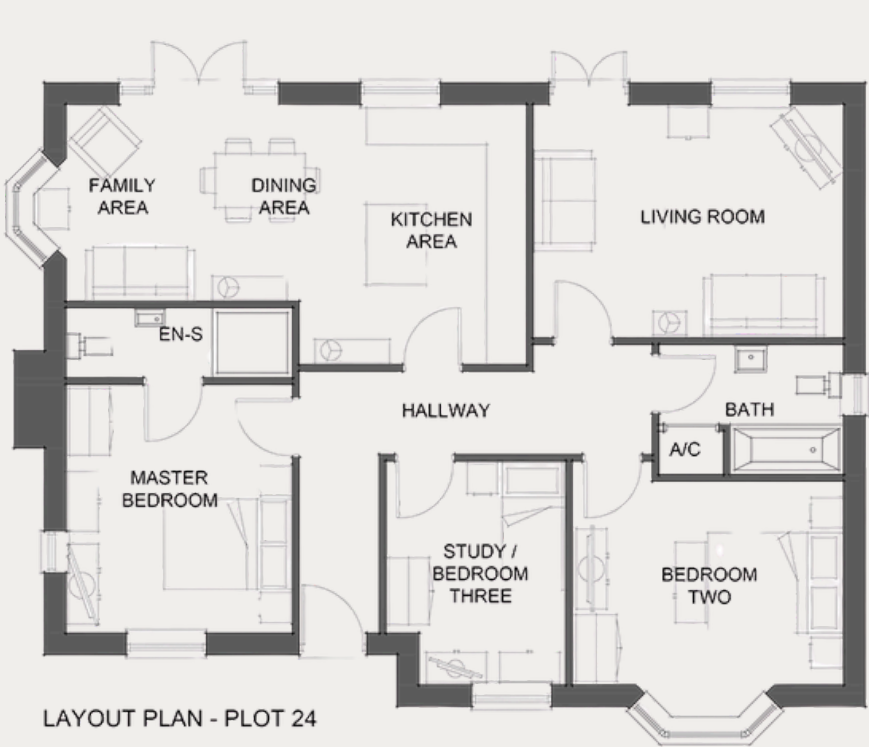 FAMILY
AREA
DINING
AREA
KITCHEN
AREA
LIVING ROOM
EN-S
HALLWAY
BATH
A/C
MASTER
BEDROOM
STUDY /
BEDROOM
THREE
BEDROOM
TWO
LAYOUT PLAN - PLOT 24